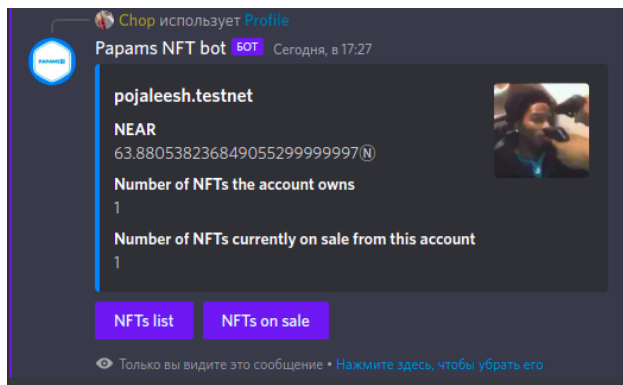 Chop использует Profile
PAPAMS
Papams NFT bot БОТ Сегодня, в 17:27
pojaleesh.testnet
NEAR
63.880538236849055299999997Ⓝ
Number of NFTs the account owns
1
Number of NFTs currently on sale from this account
1
NFTs list NFTs on sale
Только вы видите это сообщение • Нажмите здесь, чтобы убрать его